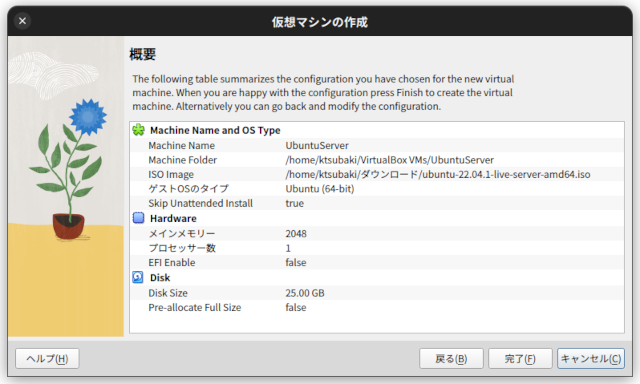 仮想マシンの作成
概要
The following table summarizes the configuration you have chosen for the new virtual
machine. When you are happy with the configuration press Finish to create the virtual
machine. Alternatively you can go back and modify the configuration.
Machine Name and OS Type
Machine Name UbuntuServer
Machine Folder /home/ktsubaki/VirtualBox VMs/UbuntuServer
ISO Image /home/ktsubaki/ダウンロード/ubuntu-22.04.1-live-server-amd64.iso
ゲストOSのタイプ Ubuntu (64-bit)
Skip Unattended Install true
Hardware
メインメモリー 2048
プロセッサー数 1
EFI Enable false
Disk
Disk Size 25.00 GB
Pre-allocate Full Size false
ヘルプ(H) 戻る(B) 完了(F) キャンセル(C)